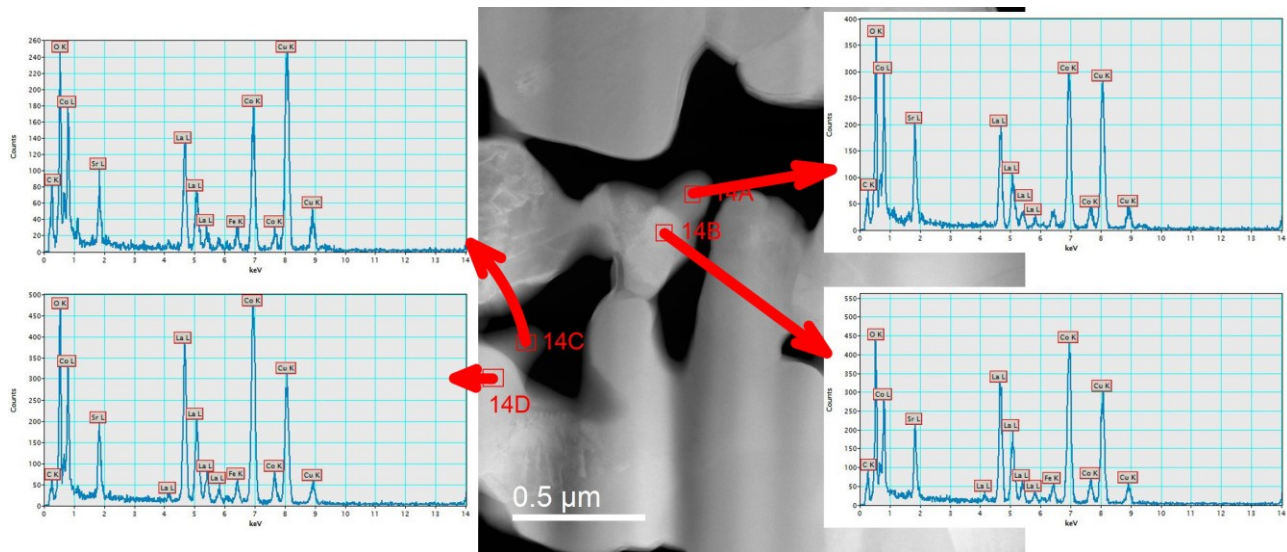 260
240
220
200
180
160
140
120
100
80
60
40
20
0
Counts
O K
Cu K
Co L
Co K
La L
Sr L
C K
La L
La L
Fe K
Co K
Cu K
0 1 2 3 4 5 6 7 8 9 10 11 12 13 14
keV
500
450
400
350
300
250
200
150
100
50
0
Counts
O K
Co K
La L
Co L
Cu K
Sr L
La L
C K
La L
La L
La L
Fe K
Co K
Cu K
0 1 2 3 4 5 6 7 8 9 10 11 12 13 14
keV
14A
14B
14C
14D
0.5 µm
400
350
300
250
200
150
100
50
0
Counts
O K
Co L
Co K
Cu K
Sr L
La L
La L
C K
La L
La L
Co K
Cu K
0 1 2 3 4 5 6 7 8 9 10 11 12 13 14
keV
550
500
450
400
350
300
250
200
150
100
50
0
Counts
O K
Co K
La L
Co L
Cu K
Sr L
La L
C K
La L
La L
La L
Fe K
Co K
Cu K
0 1 2 3 4 5 6 7 8 9 10 11 12 13 14
keV